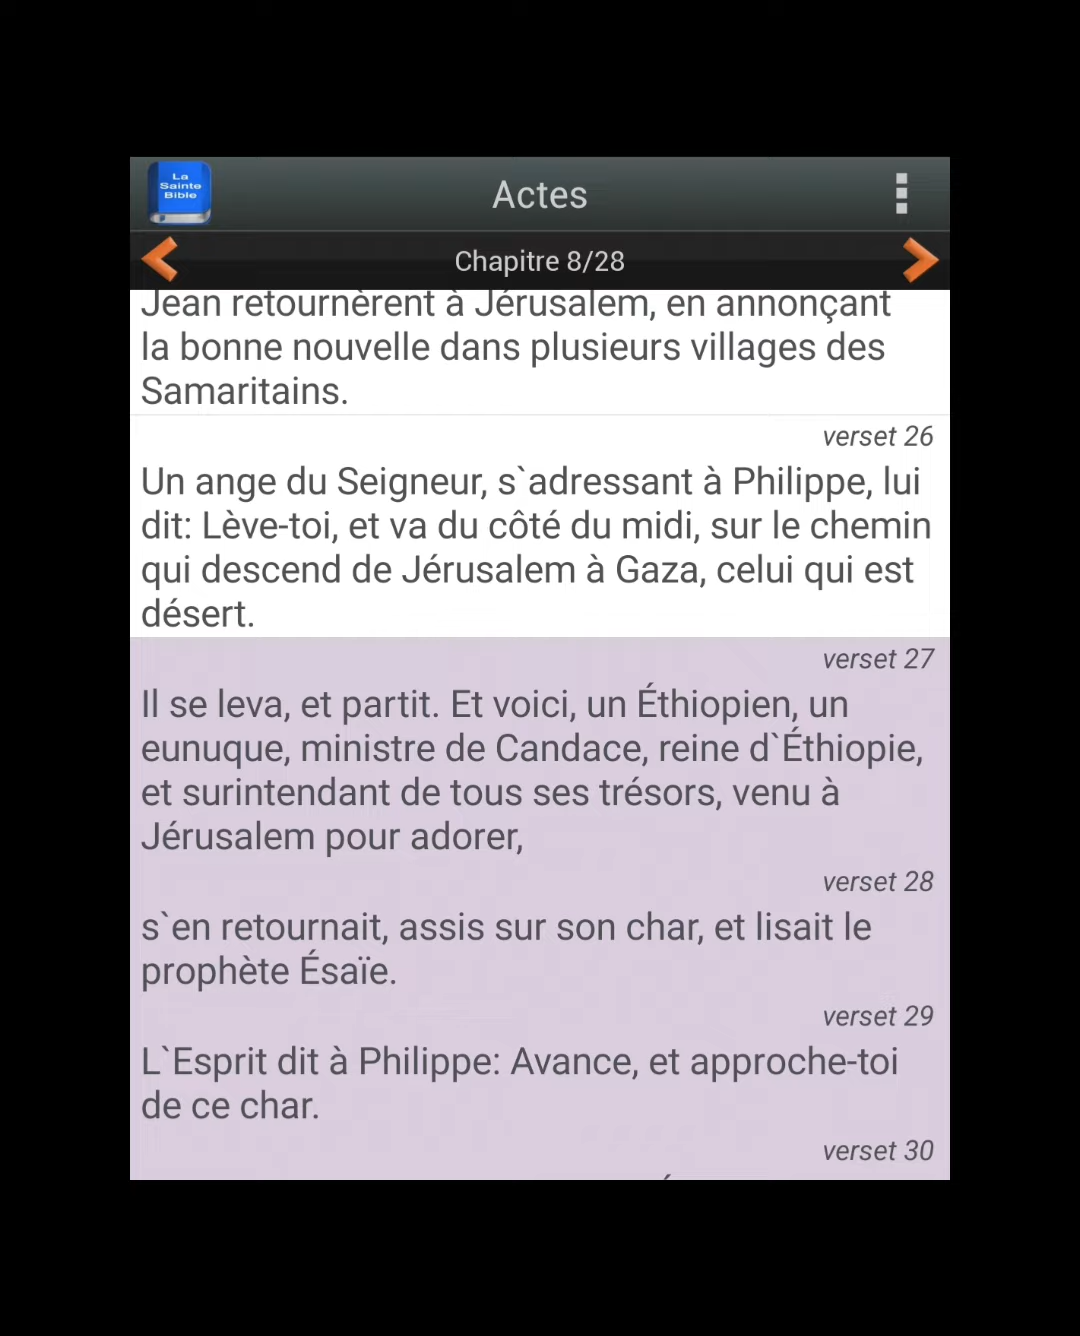 La
Sainte
Bible
Actes
Chapitre 8/28
Jean retournèrent à Jérusalem, en annonçant
la bonne nouvelle dans plusieurs villages des
Samaritains.
verset 26
Un ange du Seigneur, s`adressant à Philippe, lui
dit: Lève-toi, et va du côté du midi, sur le chemin
qui descend de Jérusalem à Gaza, celui qui est
désert.
verset 27
Il se leva, et partit. Et voici, un Éthiopien, un
eunuque, ministre de Candace, reine d`Éthiopie,
et surintendant de tous ses trésors, venu à
Jérusalem pour adorer,
verset 28
s`en retournait, assis sur son char, et lisait le
prophète Ésaïe.
verset 29
L`Esprit dit à Philippe: Avance, et approche-toi
de ce char.
verset 30